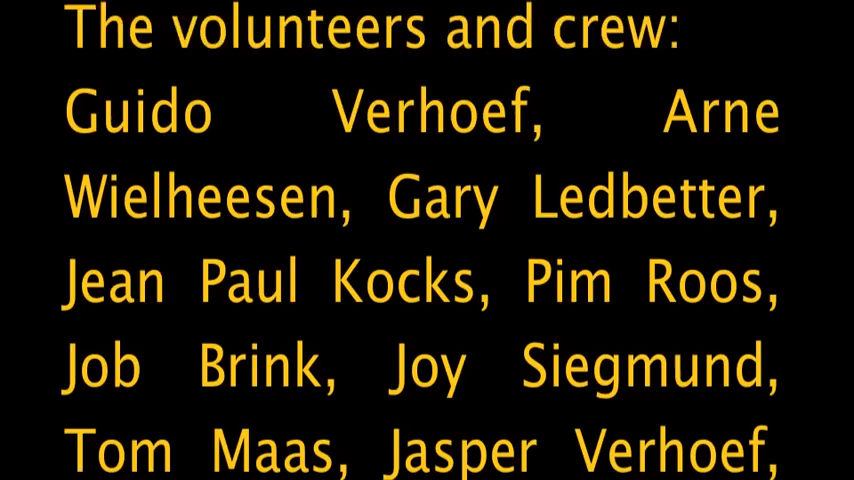 The volunteers and crew:
Guido Verhoef, Arne
Wielheesen, Gary Ledbetter,
Jean Paul Kocks, Pim Roos,
Job Brink, Joy Siegmund,
Tom Maas, Jasper Verhoef,